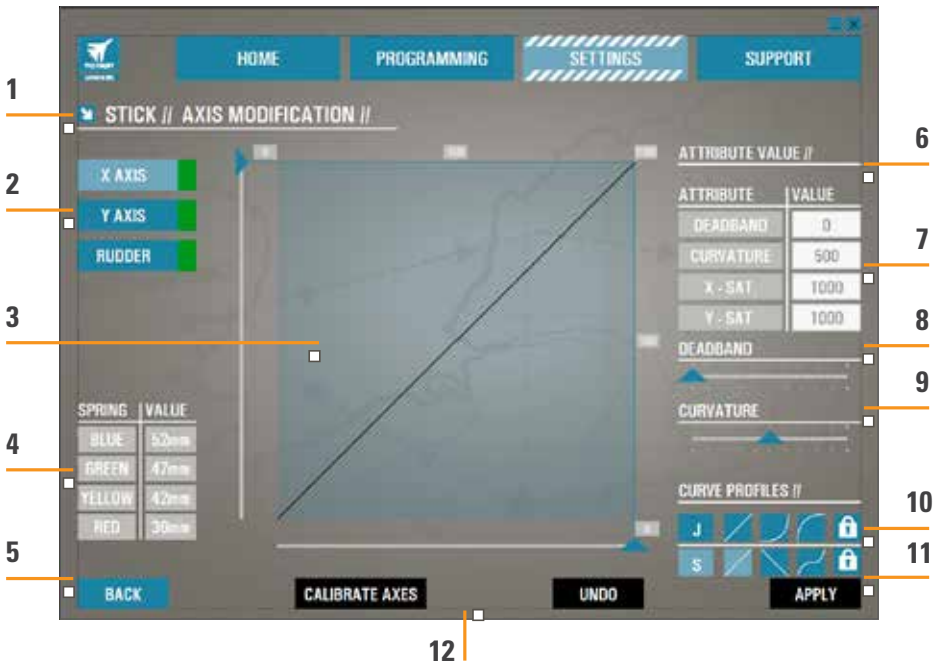 HOME PROGRAMMING SETTINGS SUPPORT
1
STICK // AXIS MODIFICATION //
6
ATTRIBUTE VALUE //
2
X AXIS
Y AXIS
RUDDER
ATTRIBUTE VALUE
DEADBAND 0
7
CURVATURE 500
X - SAT 1000
Y - SAT 1000
3
8
DEADBAND
9
CURVATURE
SPRING VALUE
4
BLUE 52mm
GREEN 47mm
YELLOW 42mm
RED
CURVE PROFILES //
10
J
11
S
5
BACK CALIBRATE AXES UNDO APPLY
12